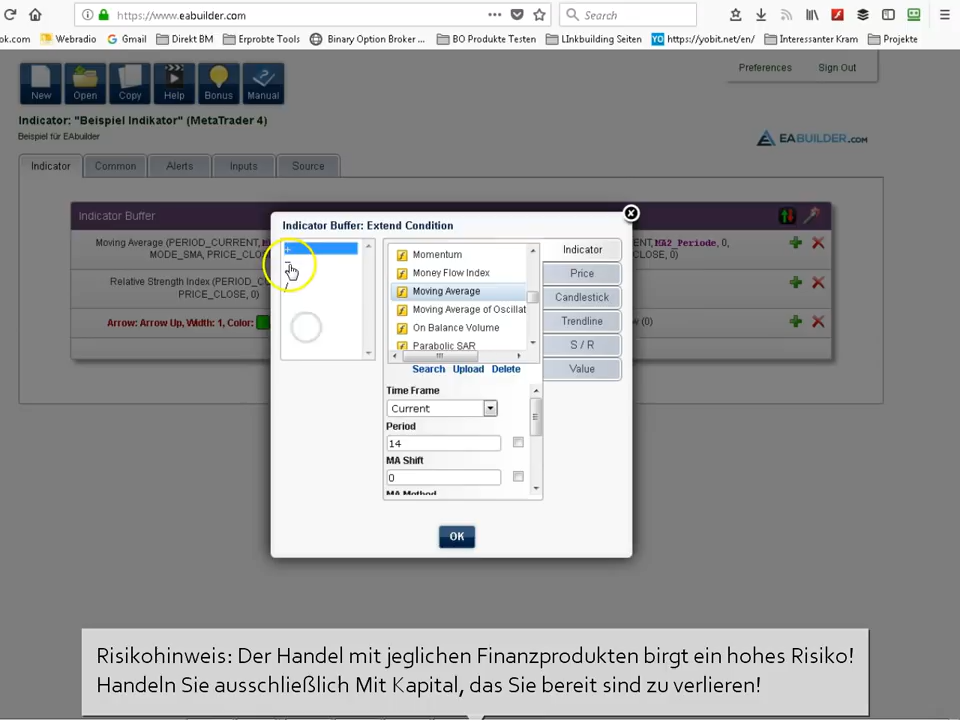 https://www.eabuilder.com
Search
ok.com Webradio Gmail Direkt BM Erprobte Tools Binary Option Broker ... BO Produkte Testen LInkbuilding Seiten https://yobit.net/en/ Interessanter Kram Projekte
New Open Copy Help Bonus Manual
Preferences Sign Out
Indicator: "Beispiel Indikator" (MetaTrader 4)
Beispiel für EAbuilder
EABUILDER.COM
Indicator Common Alerts Inputs Source
Indicator Buffer
Indicator Buffer: Extend Condition
Moving Average (PERIOD_CURRENT,
MODE_SMA, PRICE_CLOS
ENT, MA2_Periode, 0,
Relative Strength Index (PERIOD_C
PRICE_CLOSE, 0)
Arrow: Arrow Up, Width: 1, Color:
w (0)
+
-
/
Momentum
Money Flow Index
Moving Average
Moving Average of Oscillat
On Balance Volume
Parabolic SAR
Search Upload Delete
Indicator
Price
Candlestick
Trendline
S / R
Value
Time Frame
Current
Period
14
MA Shift
0
MA Method
OK
Risikohinweis: Der Handel mit jeglichen Finanzprodukten birgt ein hohes Risiko!
Handeln Sie ausschließlich Mit Kapital, das Sie bereit sind zu verlieren!